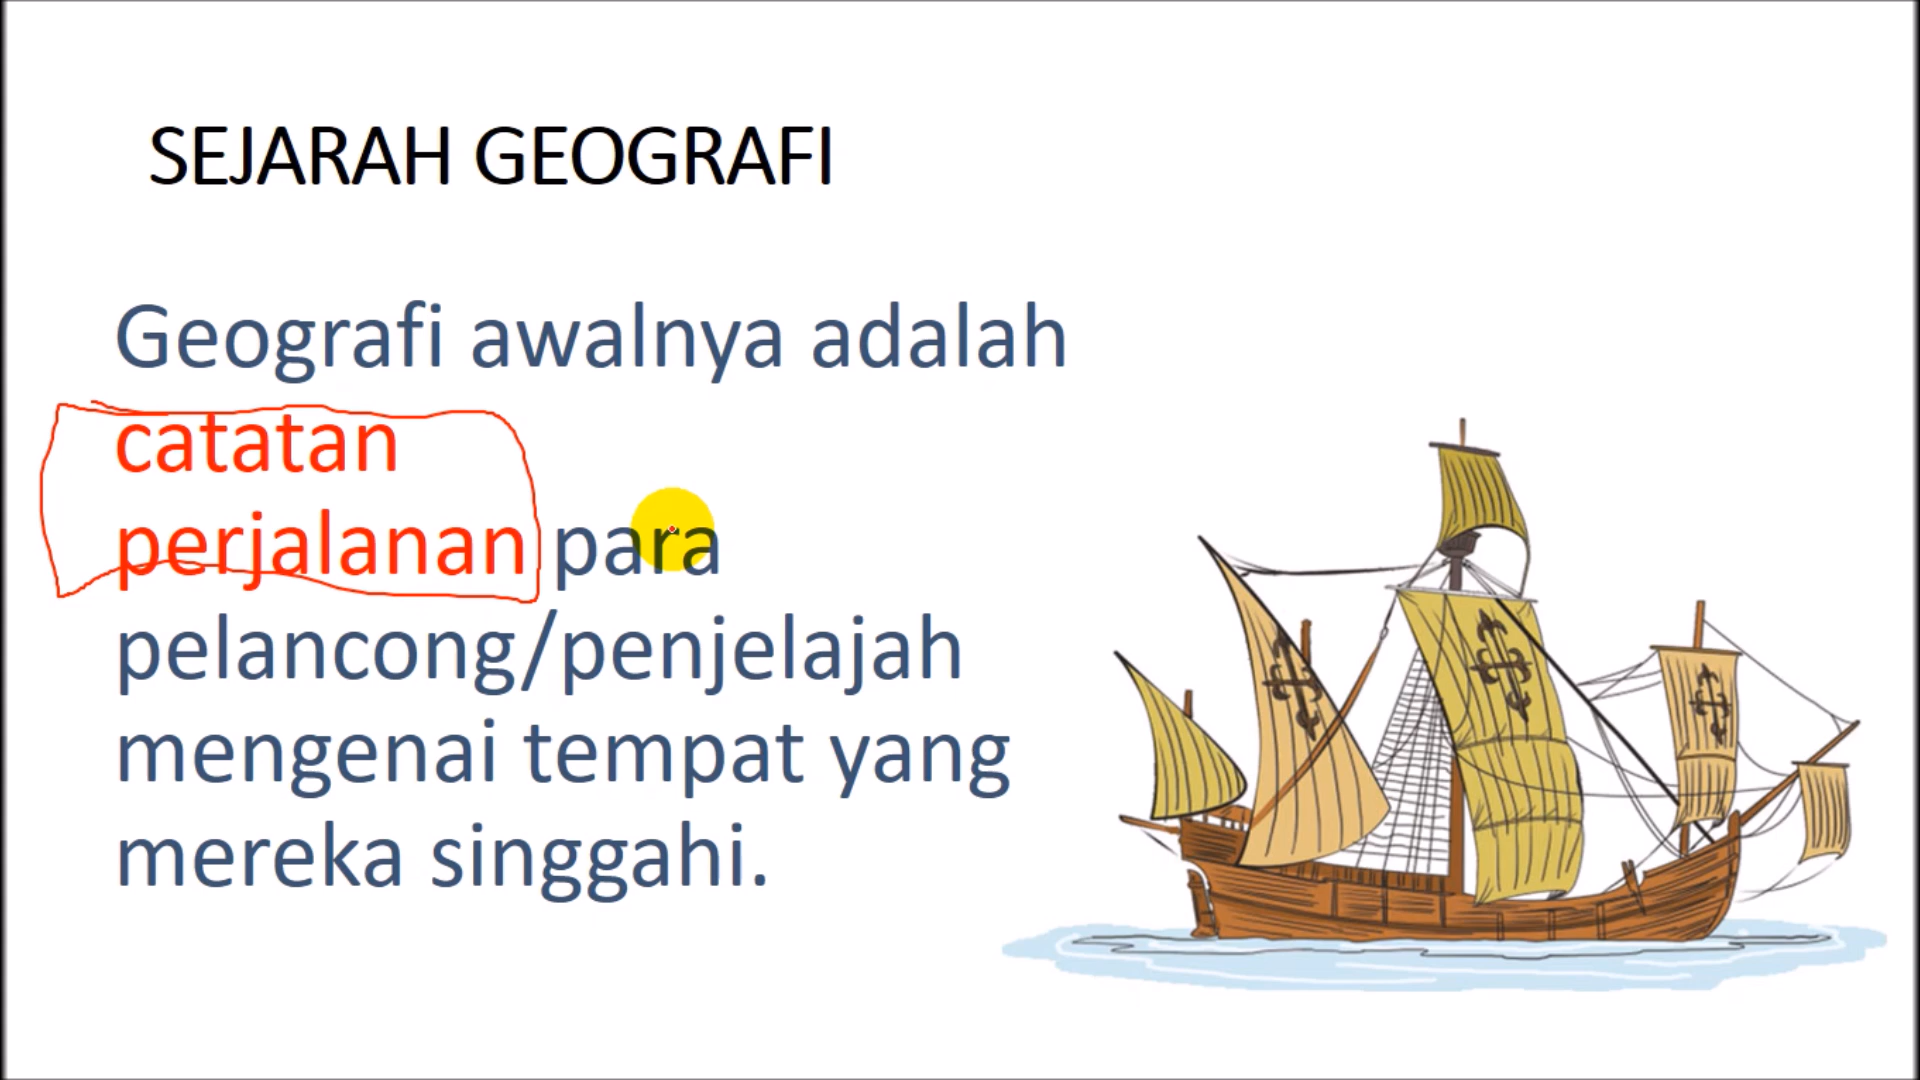 SEJARAH GEOGRAFI
Geografi awalnya adalah
catatan
perjalanan para
pelancong/penjelajah
mengenai tempat yang
mereka singgahi.